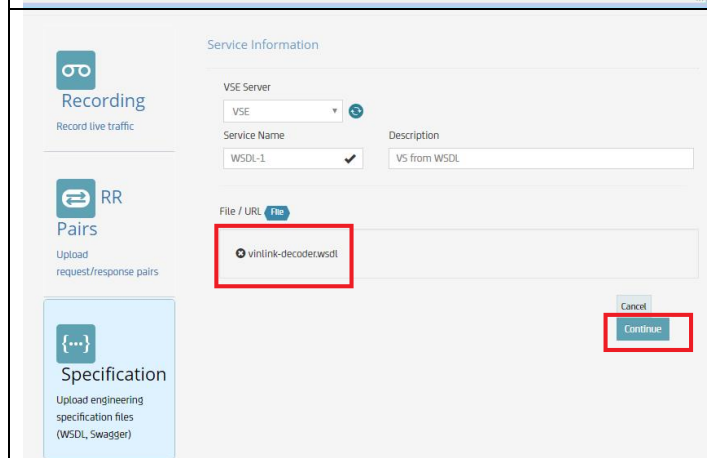 Recording
Record live traffic
RR
Pairs
Upload
request/response pairs
{...}
Specification
Upload engineering
specification files
(WSDL, Swagger)
Service Information
VSE Server
VSE
Service Name
Description
WSDL-1
VS from WSDL
File / URL File
vinlink-decoder.wsdl
Cancel
Continue